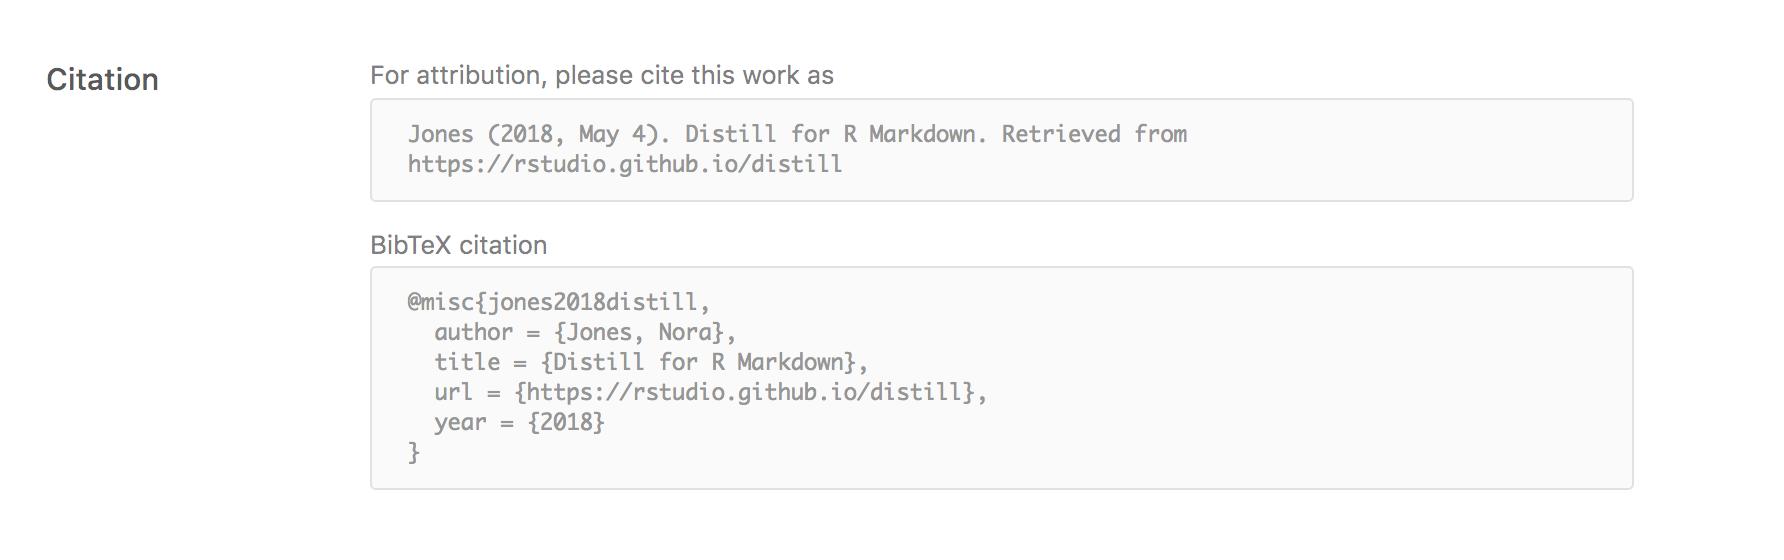 Citation
For attribution, please cite this work as
Jones (2018, May 4). Distill for R Markdown. Retrieved from
https://rstudio.github.io/distill
BibTeX citation
@misc{jones2018distill,
  author = {Jones, Nora},
  title = {Distill for R Markdown},
  url = {https://rstudio.github.io/distill},
  year = {2018}
}